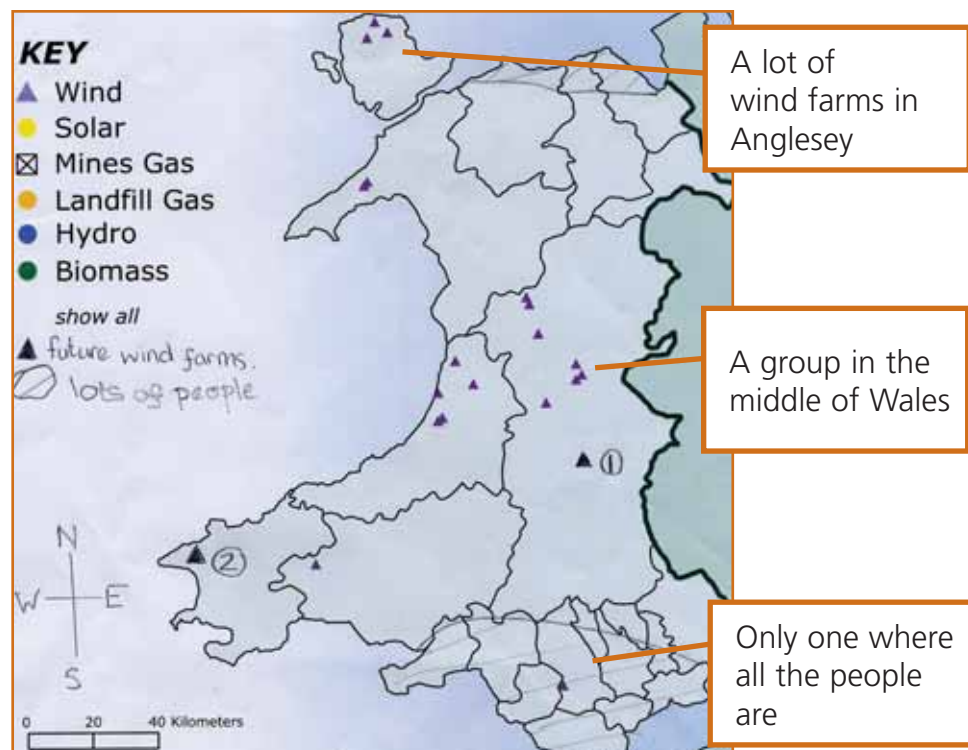 KEY
Wind
Solar
Mines Gas
Landfill Gas
Hydro
Biomass
show all
future wind farms.
lots of people
A lot of
wind farms in
Anglesey
A group in the
middle of Wales
①
②
N
W E
S
Only one where
all the people
are
0 20 40 Kilometers